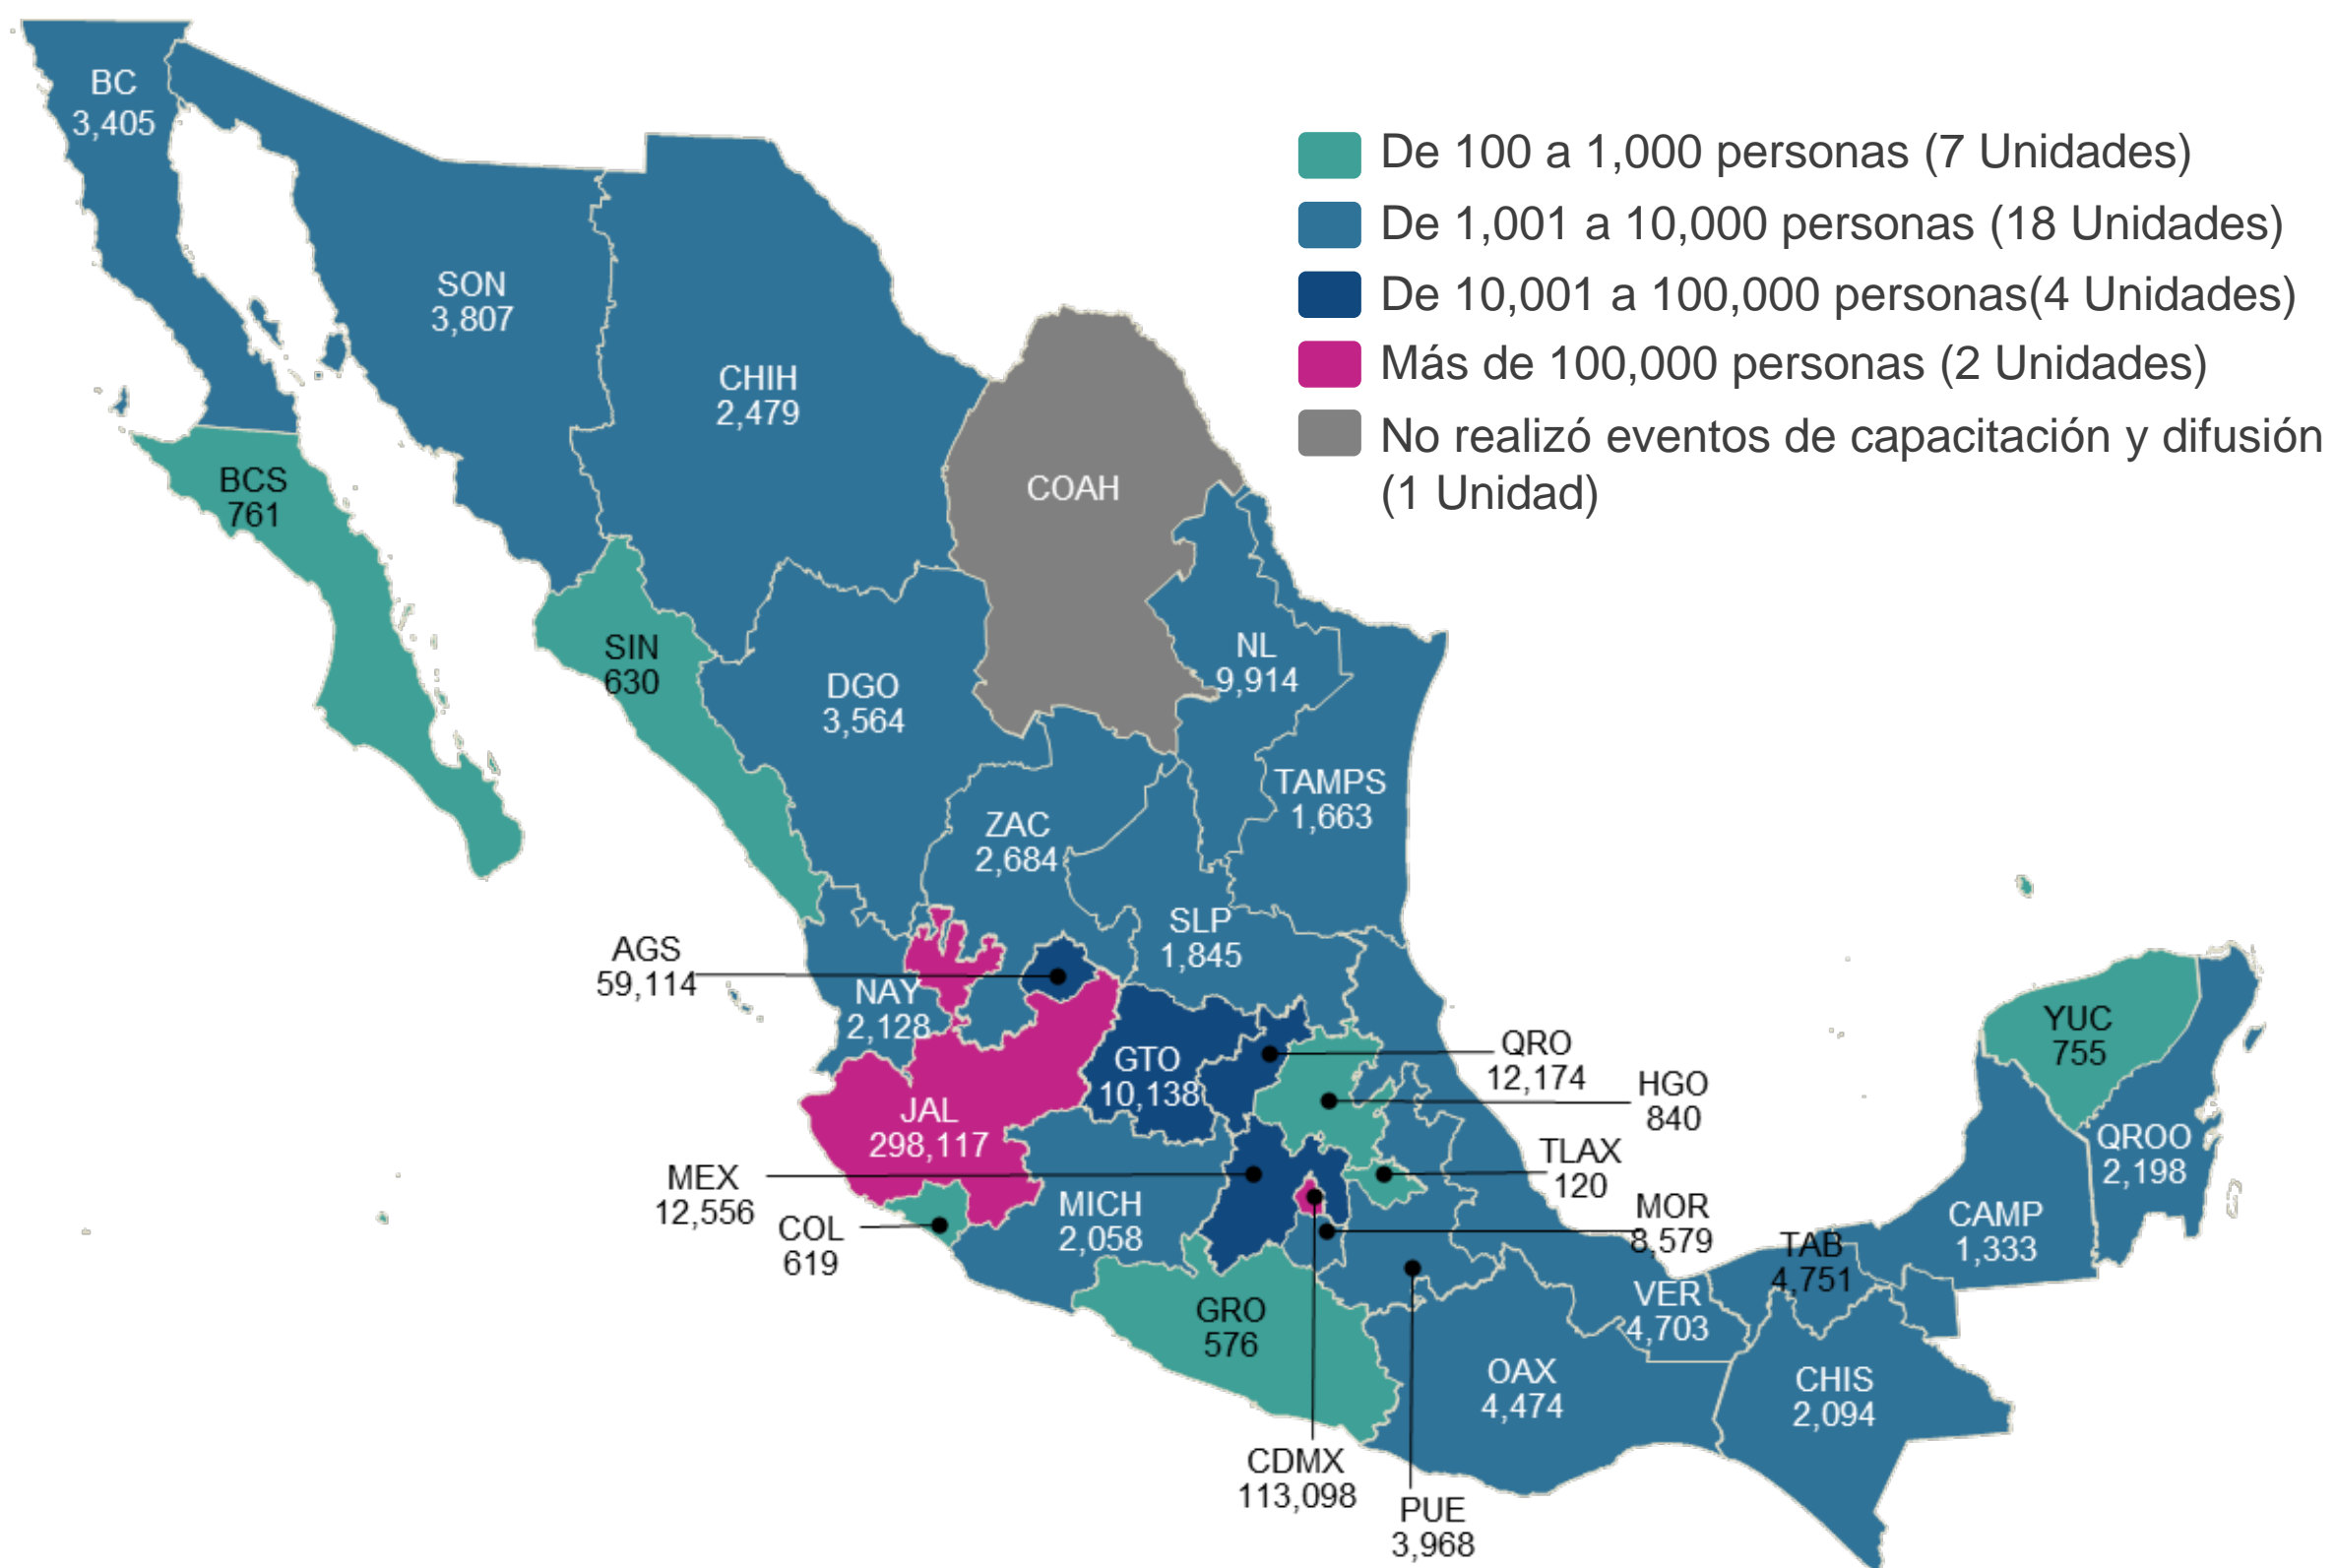 BC
3,405
De 100 a 1,000 personas (7 Unidades)
De 1,001 a 10,000 personas (18 Unidades)
De 10,001 a 100,000 personas(4 Unidades)
Más de 100,000 personas (2 Unidades)
No realizó eventos de capacitación y difusión
(1 Unidad)
SON
3,807
CHIH
2,479
COAH
BCS
761
SIN
630
NL
9,914
DGO
3,564
TAMPS
1,663
ZAC
2,684
SLP
1,845
AGS
59,114
NAY
2,128
YUC
755
GTO
10,138
QRO
12,174
HGO
840
JAL
298,117
QROO
2,198
TLAX
120
MEX
12,556
MICH
2,058
MOR
8,579
COL
619
CAMP
1,333
TAB
4,751
VER
4,703
GRO
576
OAX
4,474
CHIS
2,094
CDMX
113,098
PUE
3,968